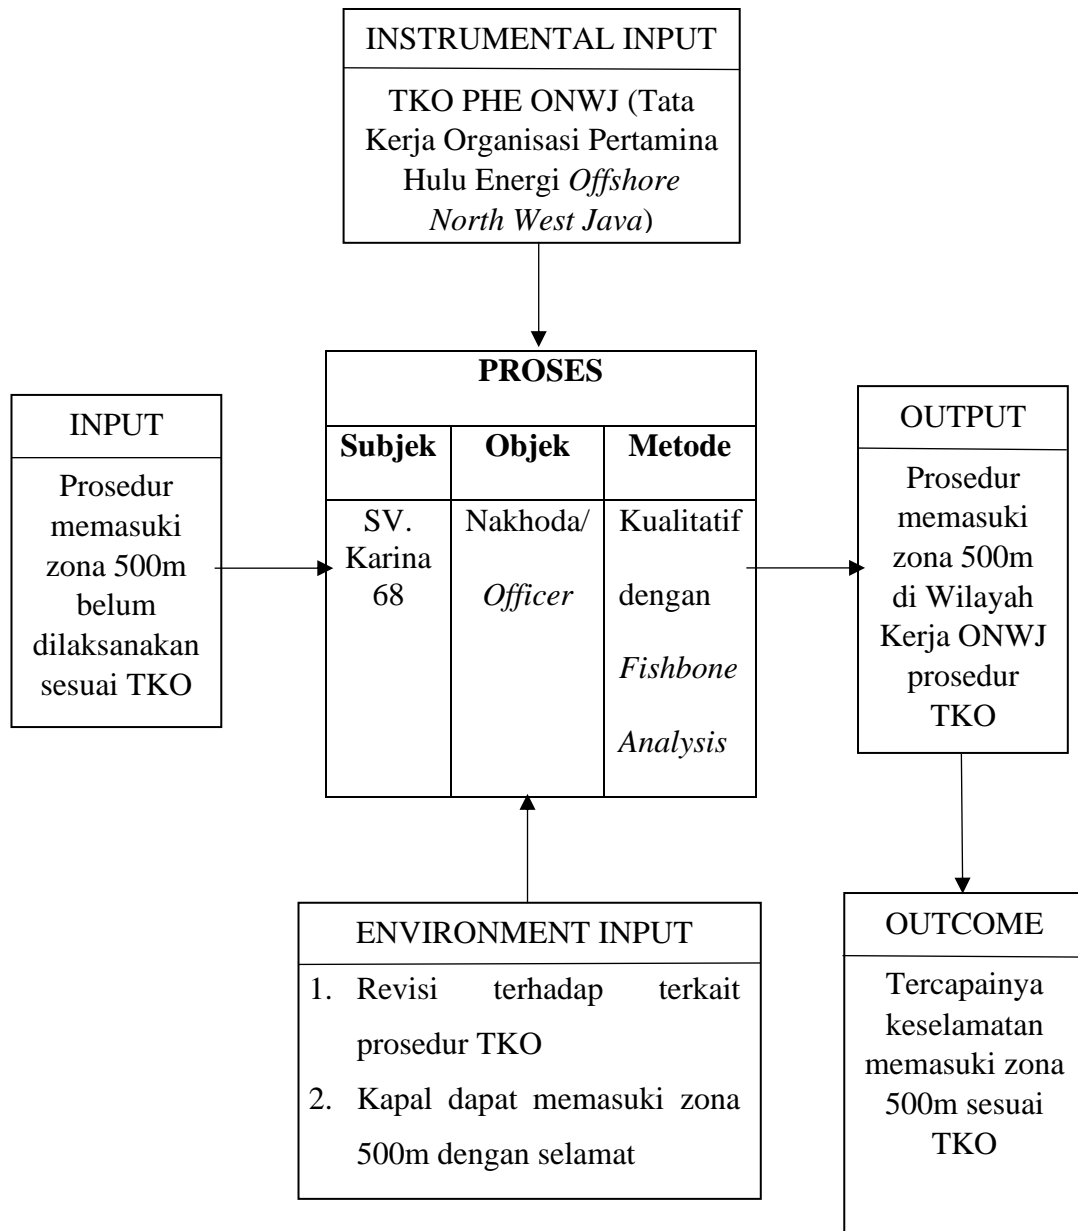 INSTRUMENTAL INPUT
TKO PHE ONWJ (Tata
Kerja Organisasi Pertamina
Hulu Energi Offshore
North West Java)
INPUT
Prosedur
memasuki
zona 500m
belum
dilaksanakan
sesuai TKO
PROSES
Subjek Objek Metode
SV.
Karina
68
Nakhoda/
Officer
Kualitatif
dengan
Fishbone
Analysis
OUTPUT
Prosedur
memasuki
zona 500m
di Wilayah
Kerja ONWJ
prosedur
TKO
ENVIRONMENT INPUT
1. Revisi terhadap terkait
prosedur TKO
2. Kapal dapat memasuki zona
500m dengan selamat
OUTCOME
Tercapainya
keselamatan
memasuki zona
500m sesuai
TKO